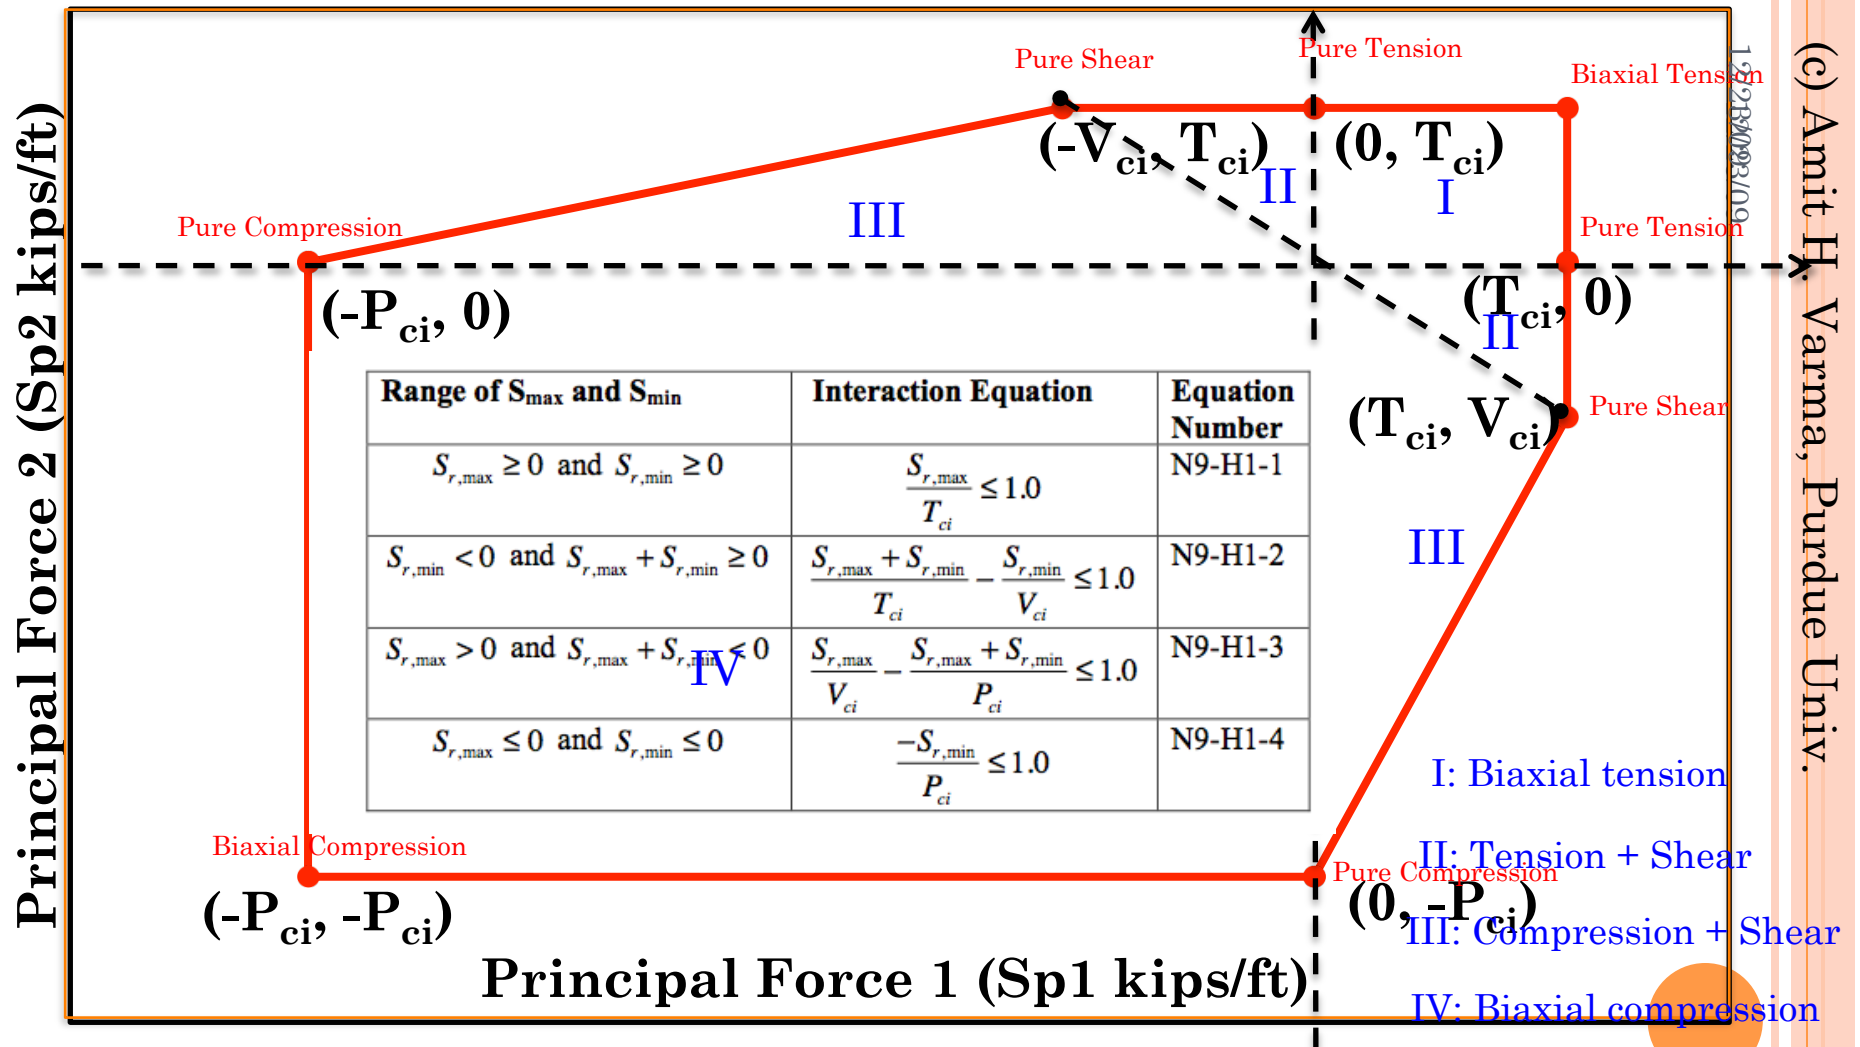 Pure Shear
Pure Tension
Biaxial Tension
(-Vci, Tci)
(0, Tci)
II
I
III
Pure Compression
Pure Tension
(-Pci, 0)
(Tci, 0)
II
Range of Smax and Smin Interaction Equation Equation Number
Sr,max ≥ 0 and Sr,min ≥ 0 Sr,max / Tci ≤ 1.0 N9-H1-1
Sr,min < 0 and Sr,max + Sr,min ≥ 0 (Sr,max + Sr,min) / Tci − Sr,min / Vci ≤ 1.0 N9-H1-2
Sr,max > 0 and Sr,max + Sr,min < 0 Sr,max / Vci − (Sr,max + Sr,min) / Pci ≤ 1.0 N9-H1-3
Sr,max ≤ 0 and Sr,min ≤ 0 −Sr,min / Pci ≤ 1.0 N9-H1-4
IV
(Tci, Vci)
Pure Shear
III
I: Biaxial tension
II: Tension + Shear
III: Compression + Shear
IV: Biaxial compression
Biaxial Compression
Pure Compression
(-Pci, -Pci)
(0, -Pci)
Principal Force 1 (Sp1 kips/ft)
Principal Force 2 (Sp2 kips/ft)
(c) Amit H. Varma, Purdue Univ.